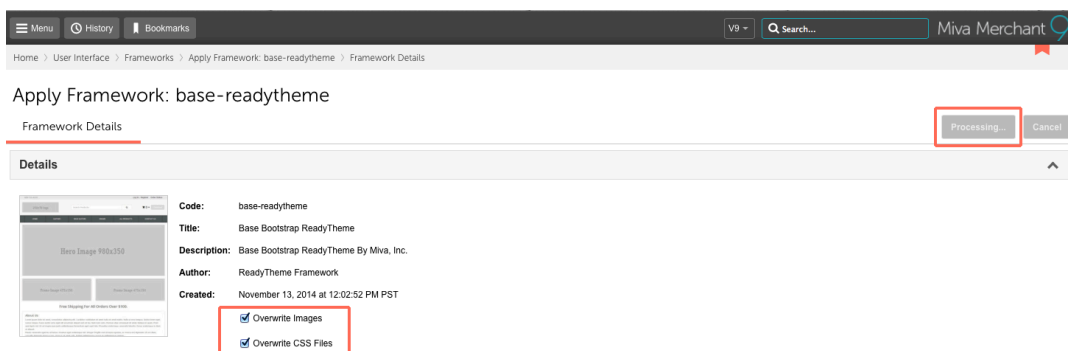 Menu History Bookmarks V9 Search... Miva Merchant 9
Home > User Interface > Frameworks > Apply Framework: base-readytheme > Framework Details
Apply Framework: base-readytheme
Framework Details Processing... Cancel
Details
Code: base-readytheme
Title: Base Bootstrap ReadyTheme
Description: Base Bootstrap ReadyTheme By Miva, Inc.
Author: ReadyTheme Framework
Created: November 13, 2014 at 12:02:52 PM PST
Overwrite Images
Overwrite CSS Files
Hero Image 980x350